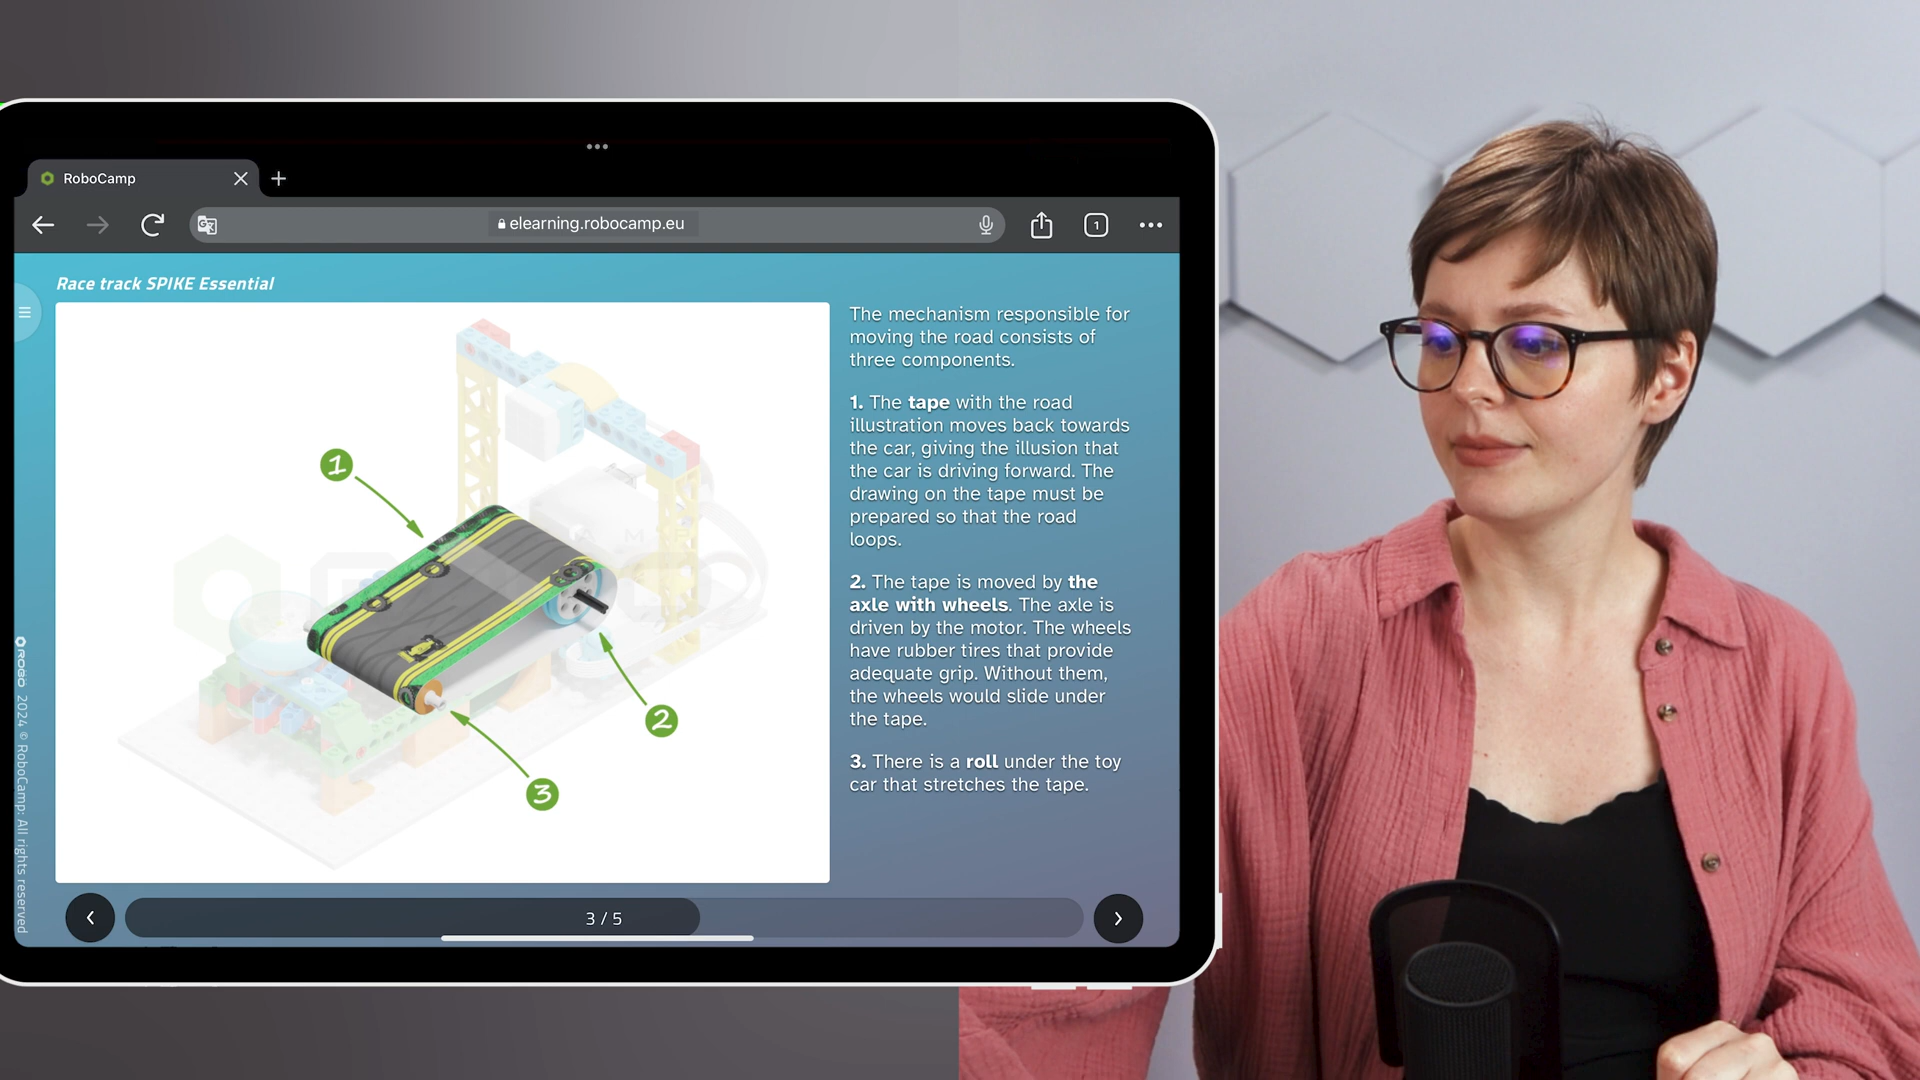 RoboCamp
elearning.robocamp.eu
1
Race track SPIKE Essential
The mechanism responsible for
moving the road consists of
three components.
1. The tape with the road
illustration moves back towards
the car, giving the illusion that
the car is driving forward. The
drawing on the tape must be
prepared so that the road
loops.
2. The tape is moved by the
axle with wheels. The axle is
driven by the motor. The wheels
have rubber tires that provide
adequate grip. Without them,
the wheels would slide under
the tape.
3. There is a roll under the toy
car that stretches the tape.
1
2
3
ROBO 2024 © RoboCamp: All rights reserved
3 / 5